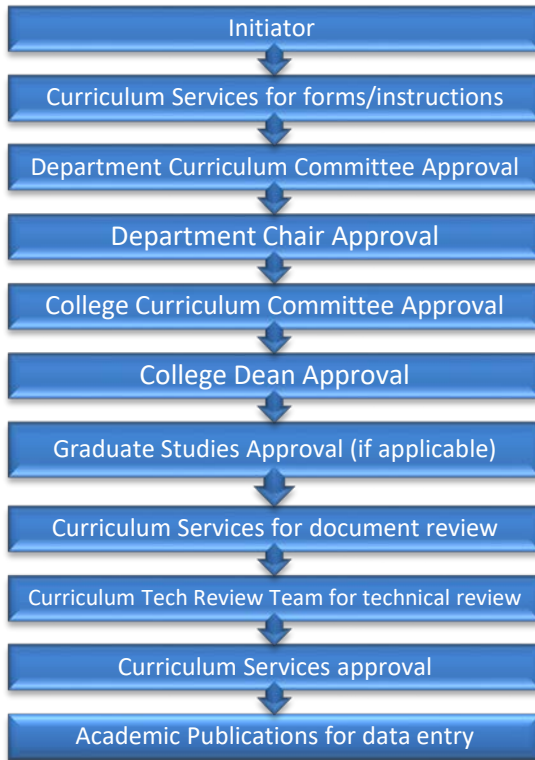 Initiator
Curriculum Services for forms/instructions
Department Curriculum Committee Approval
Department Chair Approval
College Curriculum Committee Approval
College Dean Approval
Graduate Studies Approval (if applicable)
Curriculum Services for document review
Curriculum Tech Review Team for technical review
Curriculum Services approval
Academic Publications for data entry